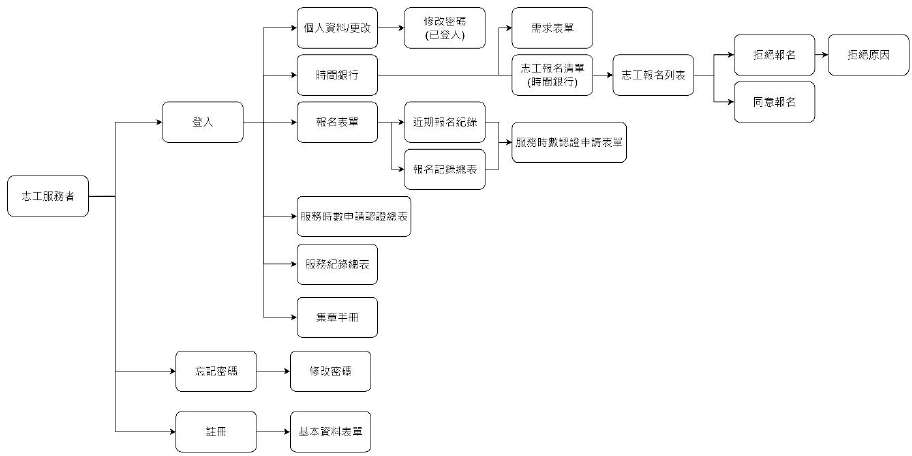 個人資料/更改
修改密碼
(已登入)
需求表單
時間銀行
志工報名清單
(時間銀行)
志工報名列表
拒絕報名
拒絕原因
同意報名
登入
報名表單
近期報名紀錄
服務時數認證申請表單
報名記錄總表
志工服務者
服務時數申請認證總表
服務紀錄總表
集章手冊
忘記密碼
修改密碼
註冊
基本資料表單